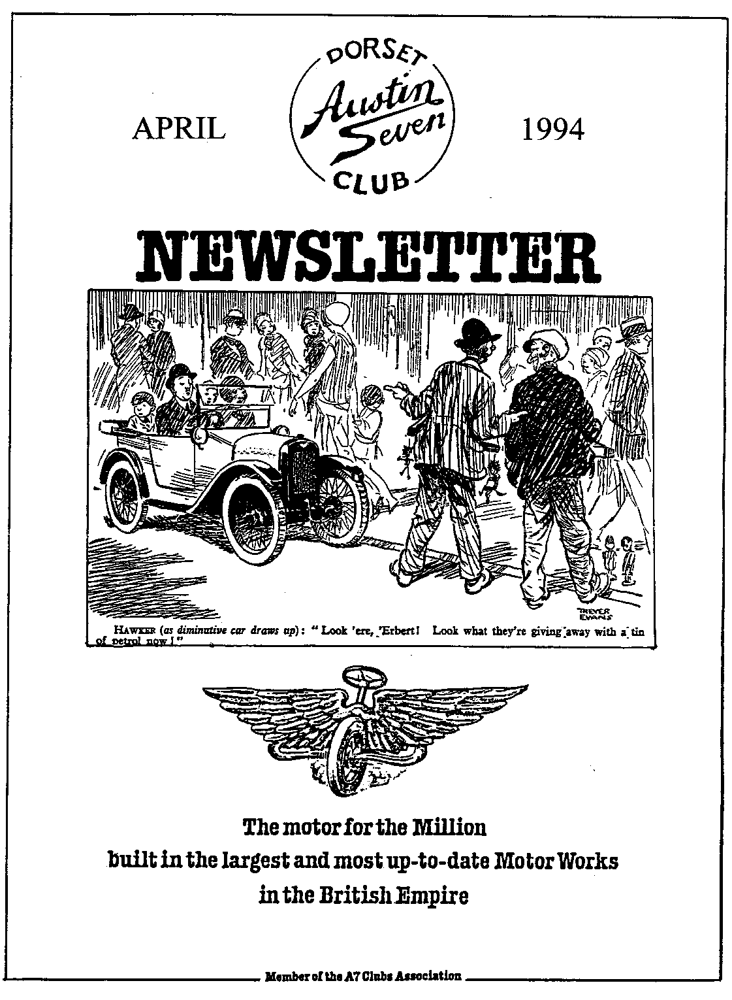 DORSET
Austin
Seven
CLUB
APRIL
1994
NEWSLETTER
TREVER
EVANS
HAWKER (as diminutive car draws up): " Look 'ere, 'Erbert! Look what they're giving away with a tin
of petrol now!"
The motor for the Million
built in the largest and most up-to-date Motor Works
in the British Empire
Member of the A7 Clubs Association